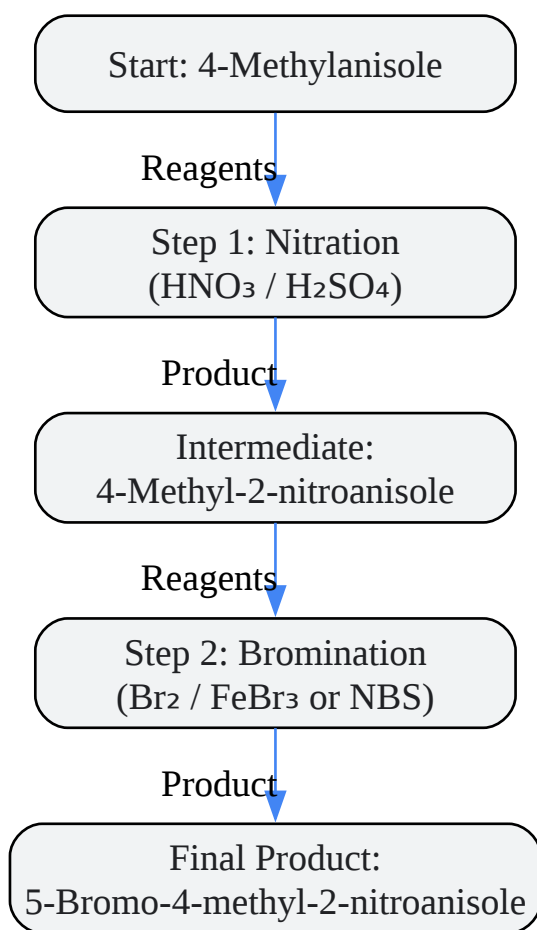 Start: 4-Methylanisole
Reagents
Step 1: Nitration
(HNO₃ / H₂SO₄)
Product
Intermediate:
4-Methyl-2-nitroanisole
Reagents
Step 2: Bromination
(Br₂ / FeBr₃ or NBS)
Product
Final Product:
5-Bromo-4-methyl-2-nitroanisole